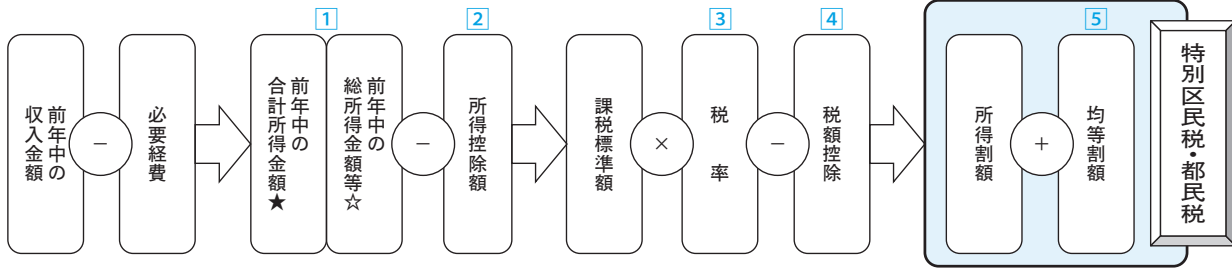 1
2
3
4
5
前年中の
収入金額
−
必要経費
前年中の
合計所得金額★
前年中の
総所得金額等☆
−
所得控除額
課税標準額
×
税率
−
税額控除
所得割額
+
均等割額
特別区民税・都民税